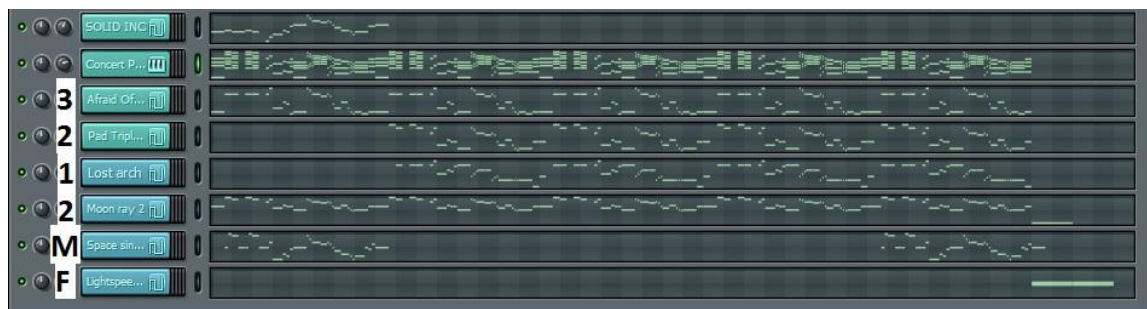 SOLID INC
Concert P...
3 Afraid Of...
2 Pad Tripl...
1 Lost arch
2 Moon ray 2
M Space sin...
F Lightspee...